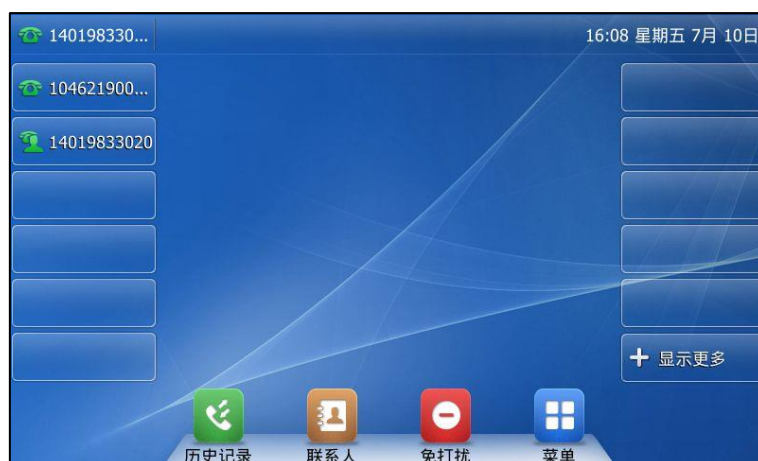 140198330...
16:08 星期五 7月 10日
104621900...
14019833020
显示更多
历史记录
联系人
免打扰
菜单